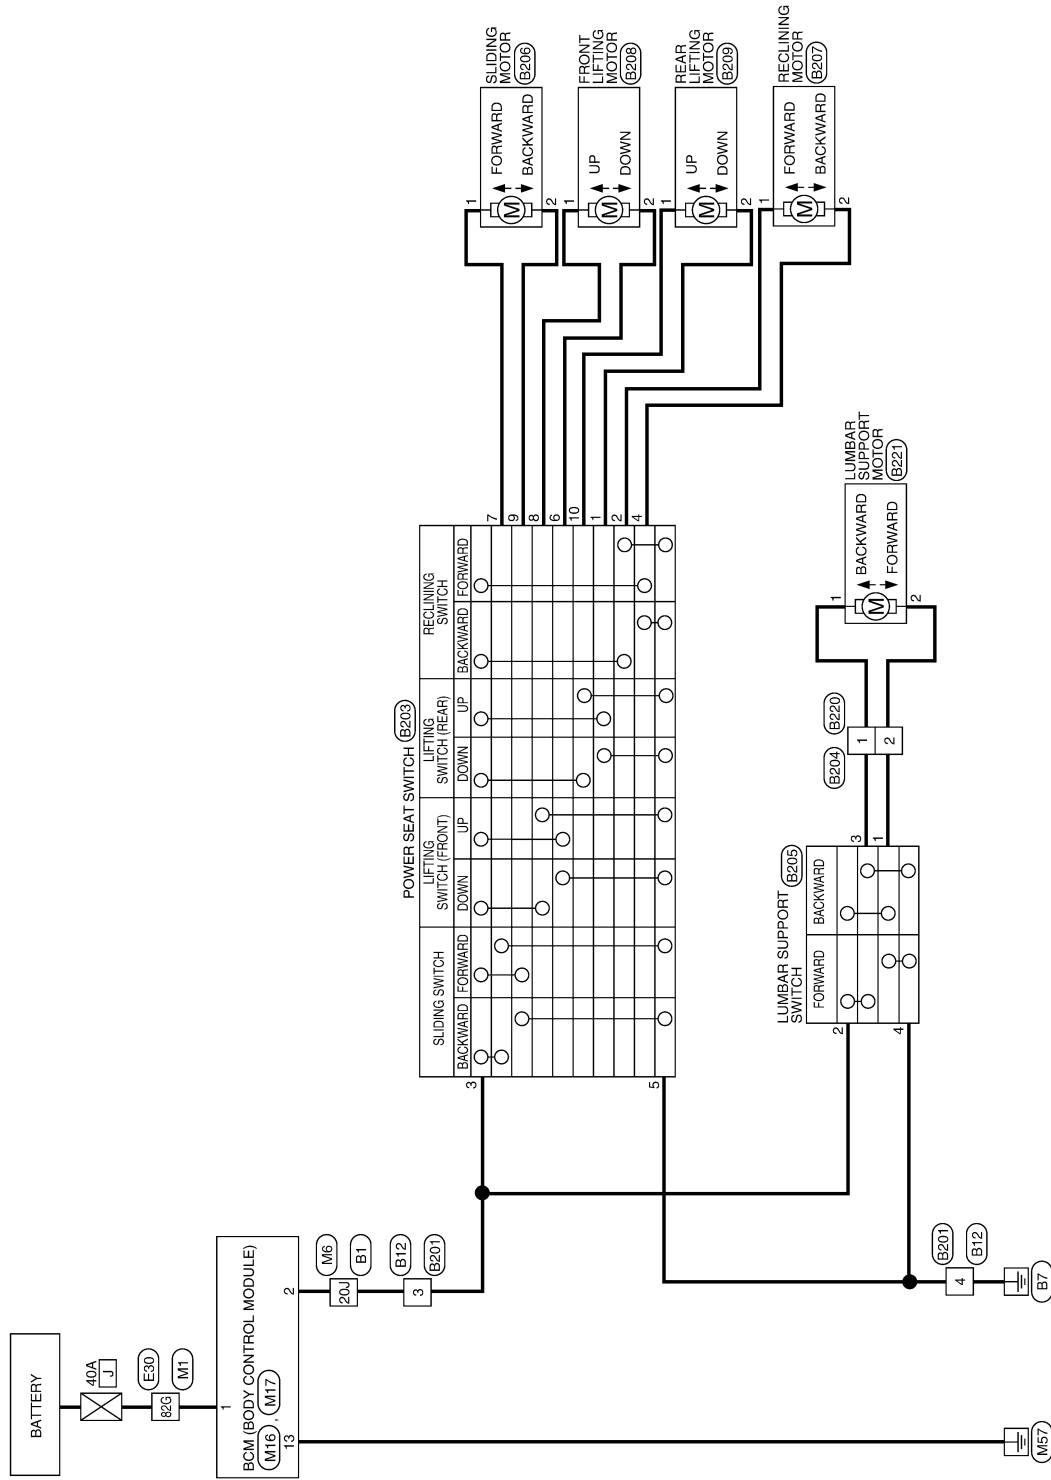 BATTERY
40A
J
E30
82G
M1
1
BCM (BODY CONTROL MODULE)
M16 , M17
13
2
M57
M6
20J
B1
B12
3
B201
POWER SEAT SWITCH B203
SLIDING SWITCH
LIFTING
SWITCH (FRONT)
LIFTING
SWITCH (REAR)
RECLINING
SWITCH
BACKWARD
FORWARD
DOWN
UP
DOWN
UP
BACKWARD
FORWARD
3
5
7
9
8
6
10
1
2
4
SLIDING
MOTOR
B206
1
M
FORWARD
BACKWARD
2
FRONT
LIFTING
MOTOR
B208
1
M
UP
DOWN
2
REAR
LIFTING
MOTOR
B209
1
M
UP
DOWN
2
RECLINING
MOTOR
B207
1
M
FORWARD
BACKWARD
2
LUMBAR SUPPORT
SWITCH
B205
FORWARD
BACKWARD
2
4
3
1
B204
B220
1
2
LUMBAR
SUPPORT
MOTOR
B221
1
M
BACKWARD
FORWARD
2
B201
4
B12
B7